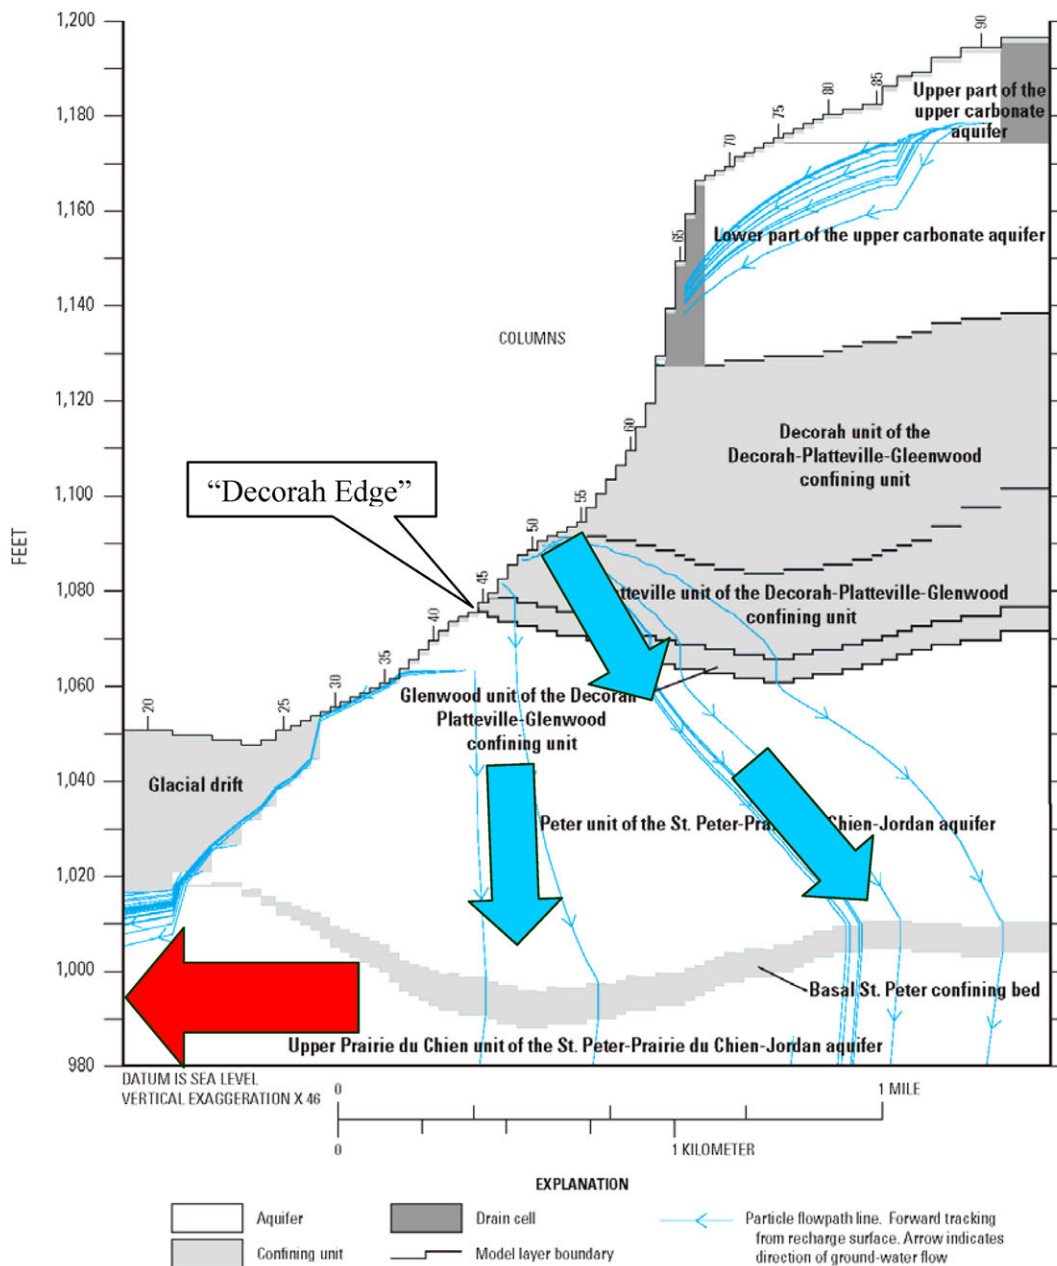 1,200
1,180
1,160
1,140
1,120
1,100
1,080
1,060
1,040
1,020
1,000
980
FEET
90
85
80
75
70
65
60
55
50
45
40
35
30
25
20
Upper part of the
upper carbonate
aquifer
Lower part of the upper carbonate aquifer
COLUMNS
Decorah unit of the
Decorah-Platteville-Gleenwood
confining unit
“Decorah Edge”
tteville unit of the Decorah-Platteville-Glenwood
confining unit
Glenwood unit of the Decorah
Platteville-Glenwood
confining unit
Glacial drift
Peter unit of the St. Peter-Prai Chien-Jordan aquifer
Basal St. Peter confining bed
Upper Prairie du Chien unit of the St. Peter-Prairie du Chien-Jordan aquifer
DATUM IS SEA LEVEL
VERTICAL EXAGGERATION X 46
0
1 MILE
0
1 KILOMETER
EXPLANATION
Aquifer
Confining unit
Drain cell
Model layer boundary
Particle flowpath line. Forward tracking
from recharge surface. Arrow indicates
direction of ground-water flow